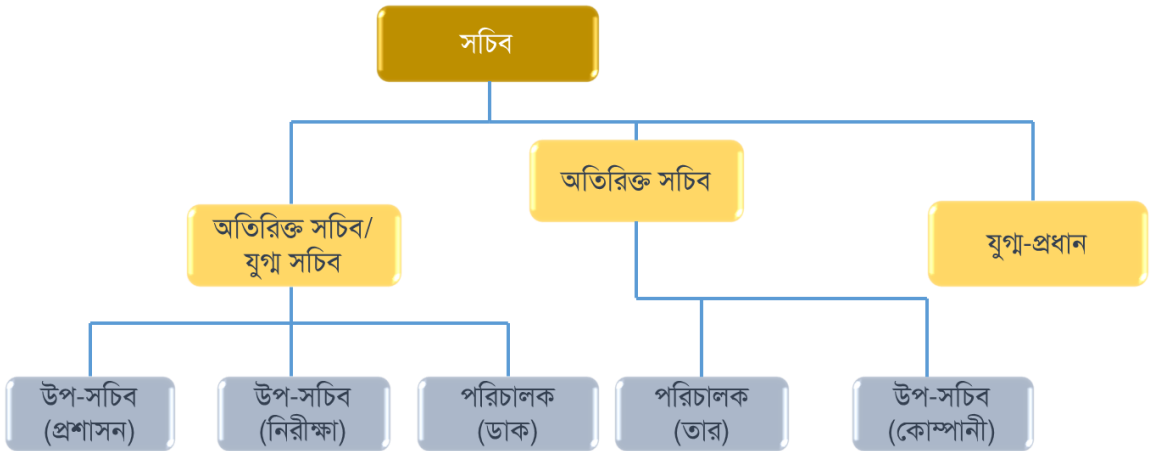 সচিব
অতিরিক্ত সচিব
অতিরিক্ত সচিব/
যুগ্ম সচিব
যুগ্ম-প্রধান
উপ-সচিব
(প্রশাসন)
উপ-সচিব
(নিরীক্ষা)
পরিচালক
(ডাক)
পরিচালক
(তার)
উপ-সচিব
(কোম্পানী)